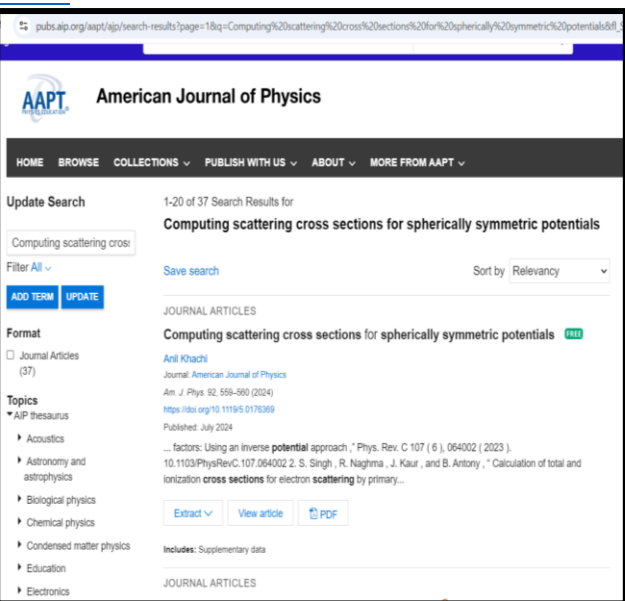 pubs.aip.org/aapt/ajp/search-results?page=1&q=Computing%20scattering%20cross%20sections%20for%20spherically%20symmetric%20potentials&fl_S
AAPT
PHYSICS EDUCATION
American Journal of Physics
HOME BROWSE COLLECTIONS PUBLISH WITH US ABOUT MORE FROM AAPT
Update Search
Computing scattering cross
Filter All
ADD TERM UPDATE
Format
Journal Articles
(37)
Topics
AIP thesaurus
Acoustics
Astronomy and
astrophysics
Biological physics
Chemical physics
Condensed matter physics
Education
Electronics
1-20 of 37 Search Results for
Computing scattering cross sections for spherically symmetric potentials
Save search
Sort by Relevancy
JOURNAL ARTICLES
Computing scattering cross sections for spherically symmetric potentials FREE
Anil Khachi
Journal: American Journal of Physics
Am. J. Phys. 92, 559–560 (2024)
https://doi.org/10.1119/5.0176369
Published: July 2024
... factors: Using an inverse potential approach ,” Phys. Rev. C 107 ( 6 ), 064002 ( 2023 ).
10.1103/PhysRevC.107.064002 2. S. Singh , R. Naghma , J. Kaur , and B. Antony , “ Calculation of total and
ionization cross sections for electron scattering by primary...
Extract View article PDF
Includes: Supplementary data
JOURNAL ARTICLES